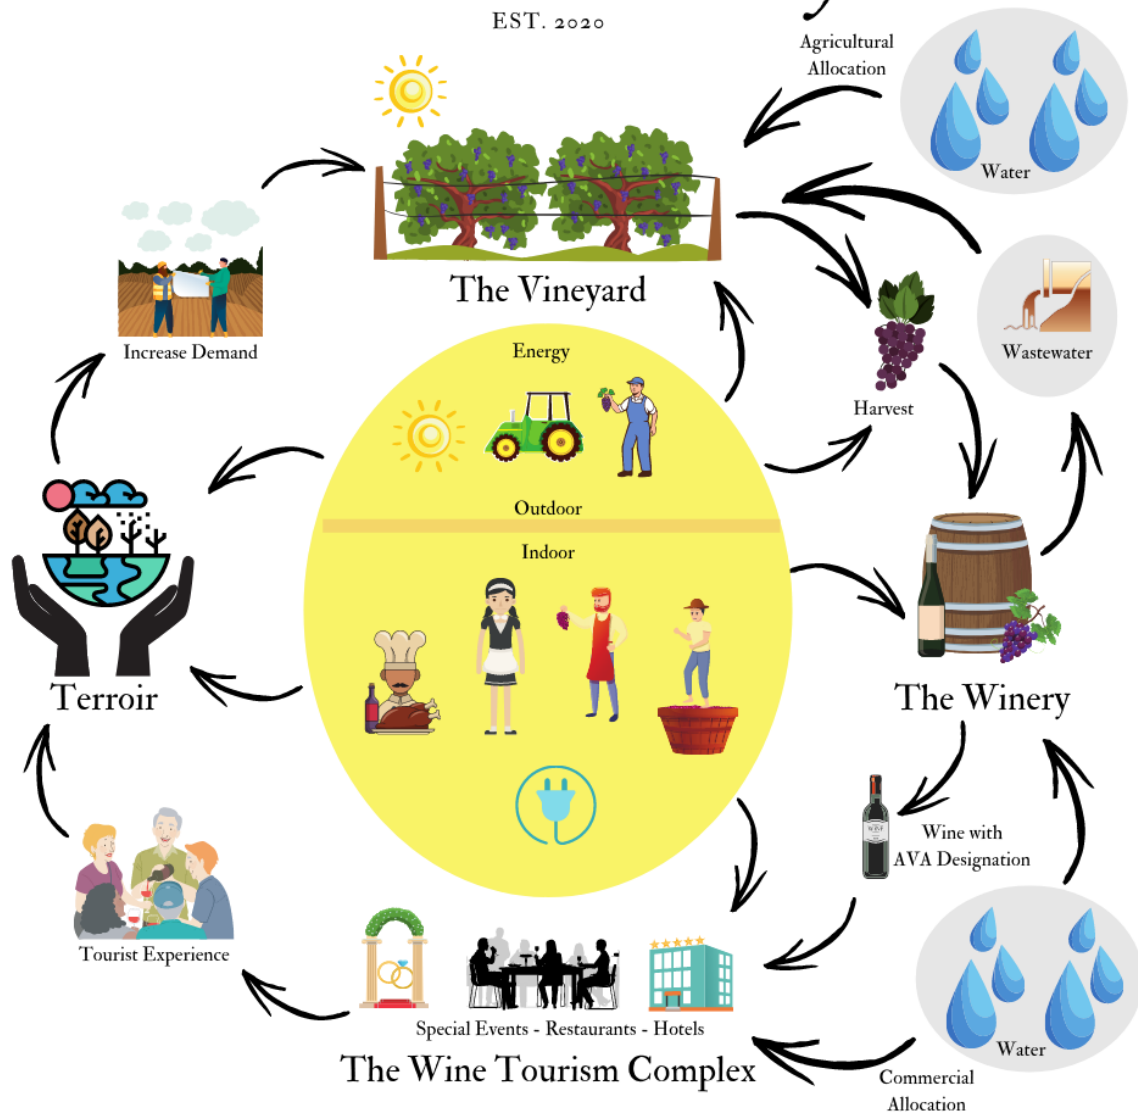 EST. 2020
Agricultural
Allocation
Water
The Vineyard
Wastewater
Increase Demand
Energy
Harvest
Outdoor
Indoor
Terroir
The Winery
Wine with
AVA Designation
Tourist Experience
Special Events - Restaurants - Hotels
The Wine Tourism Complex
Water
Commercial
Allocation